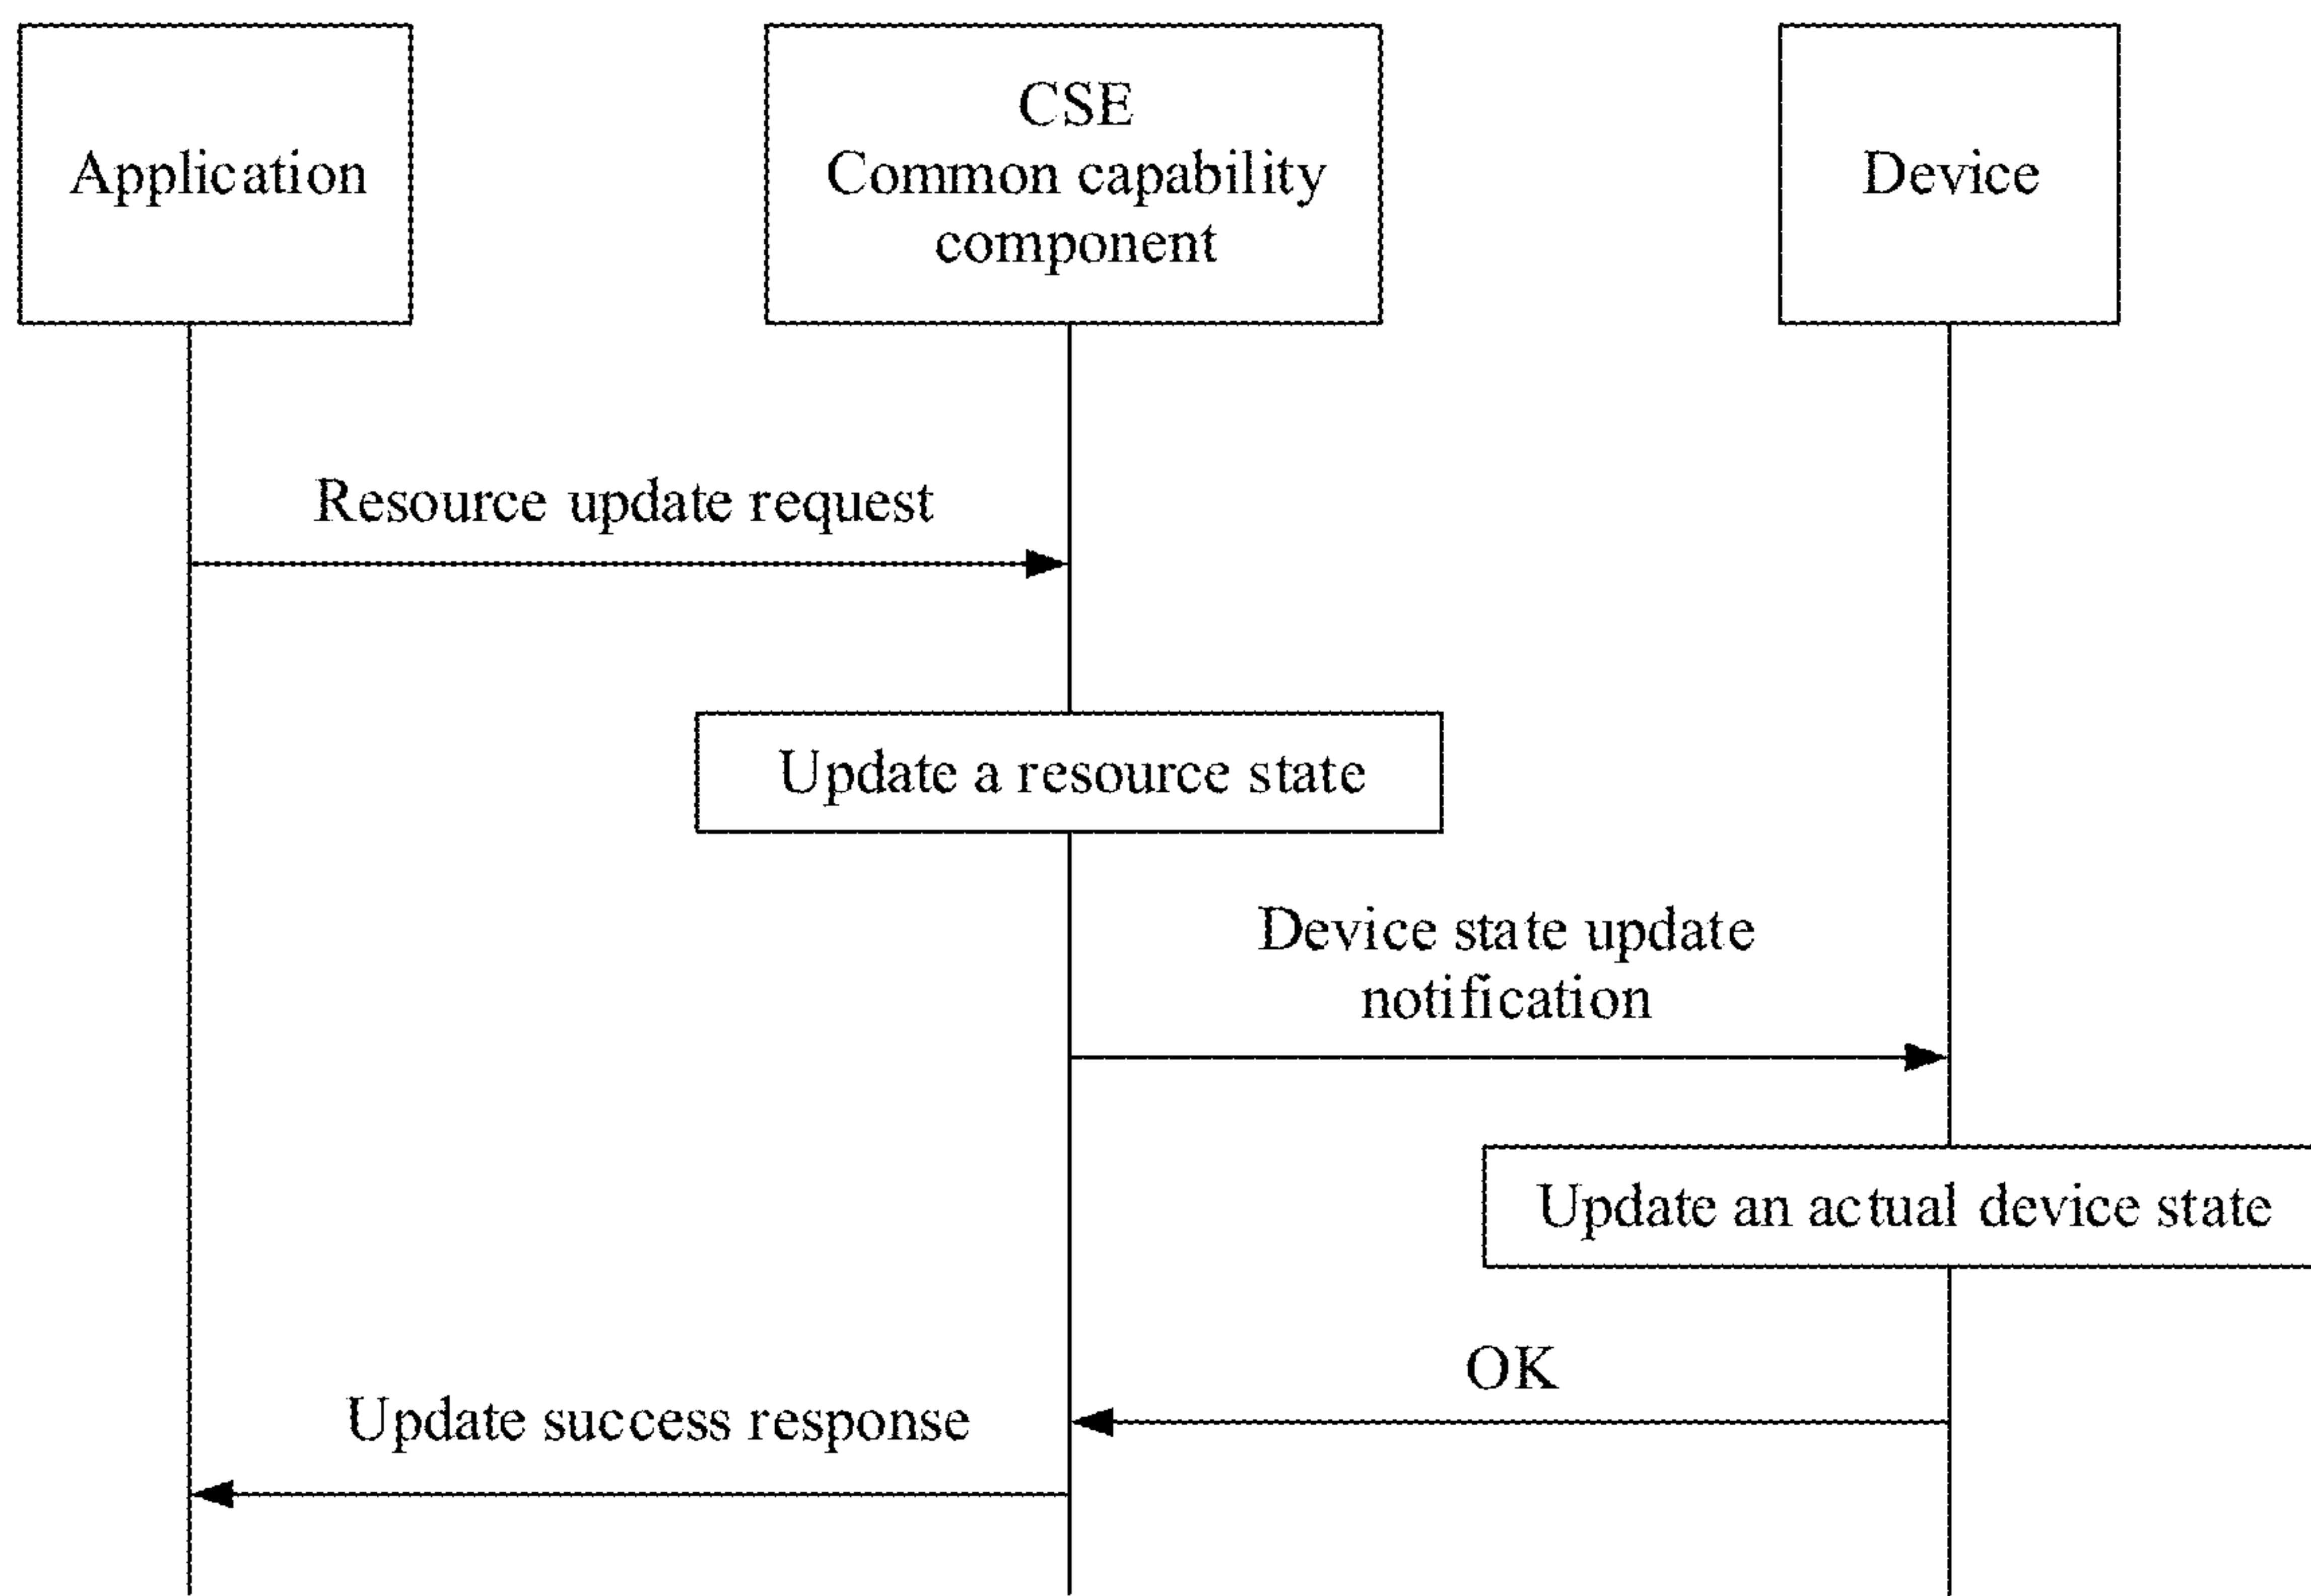 Application
CSE
Common capability
component
Device
Resource update request
Update a resource state
Device state update
notification
Update an actual device state
OK
Update success response